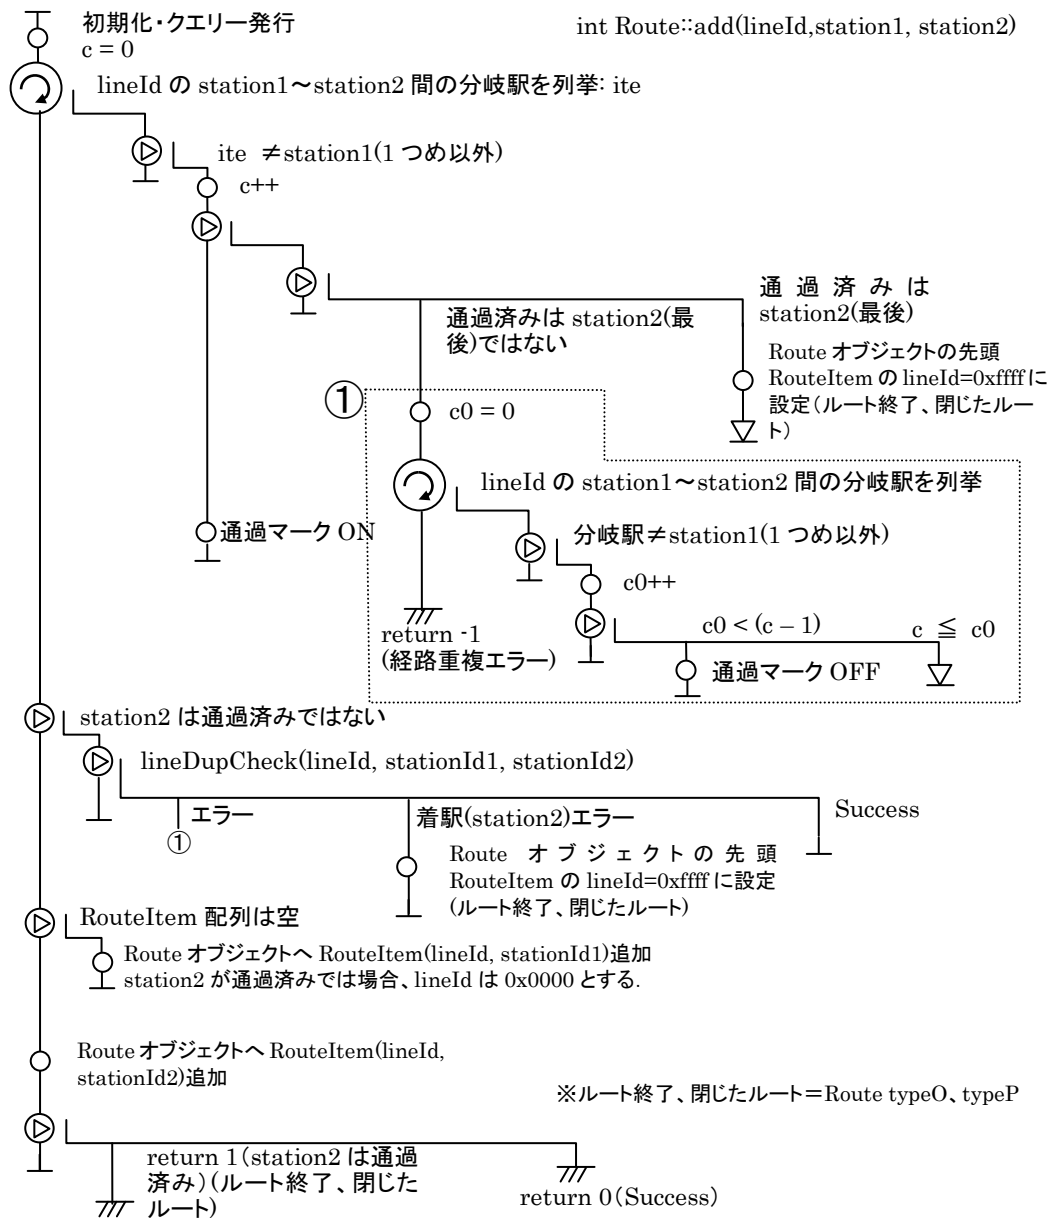 初期化・クエリー発行
c = 0
int Route::add(lineId,station1, station2)
lineId の station1～station2 間の分岐駅を列挙: ite
ite ≠station1(1 つめ以外)
c++
通過済みは station2(最
後)ではない
通 過 済 み は
station2(最後)
Route オブジェクトの先頭
RouteItem の lineId=0xffff に
設定(ルート終了、閉じたルー
ト)
①
c0 = 0
lineId の station1～station2 間の分岐駅を列挙
分岐駅≠station1(1 つめ以外)
通過マーク ON
c0++
c0 < (c – 1)
c ≦ c0
通過マーク OFF
return -1
(経路重複エラー)
station2 は通過済みではない
lineDupCheck(lineId, stationId1, stationId2)
エラー
①
着駅(station2)エラー
Success
Route オブジェクトの先頭
RouteItem の lineId=0xffff に設定
(ルート終了、閉じたルート)
RouteItem 配列は空
Route オブジェクトへ RouteItem(lineId, stationId1)追加
station2 が通過済みでは場合、lineId は 0x0000 とする.
Route オブジェクトへ RouteItem(lineId,
stationId2)追加
※ルート終了、閉じたルート＝Route typeO、typeP
return 1(station2 は通過
済み)(ルート終了、閉じた
ルート)
return 0(Success)